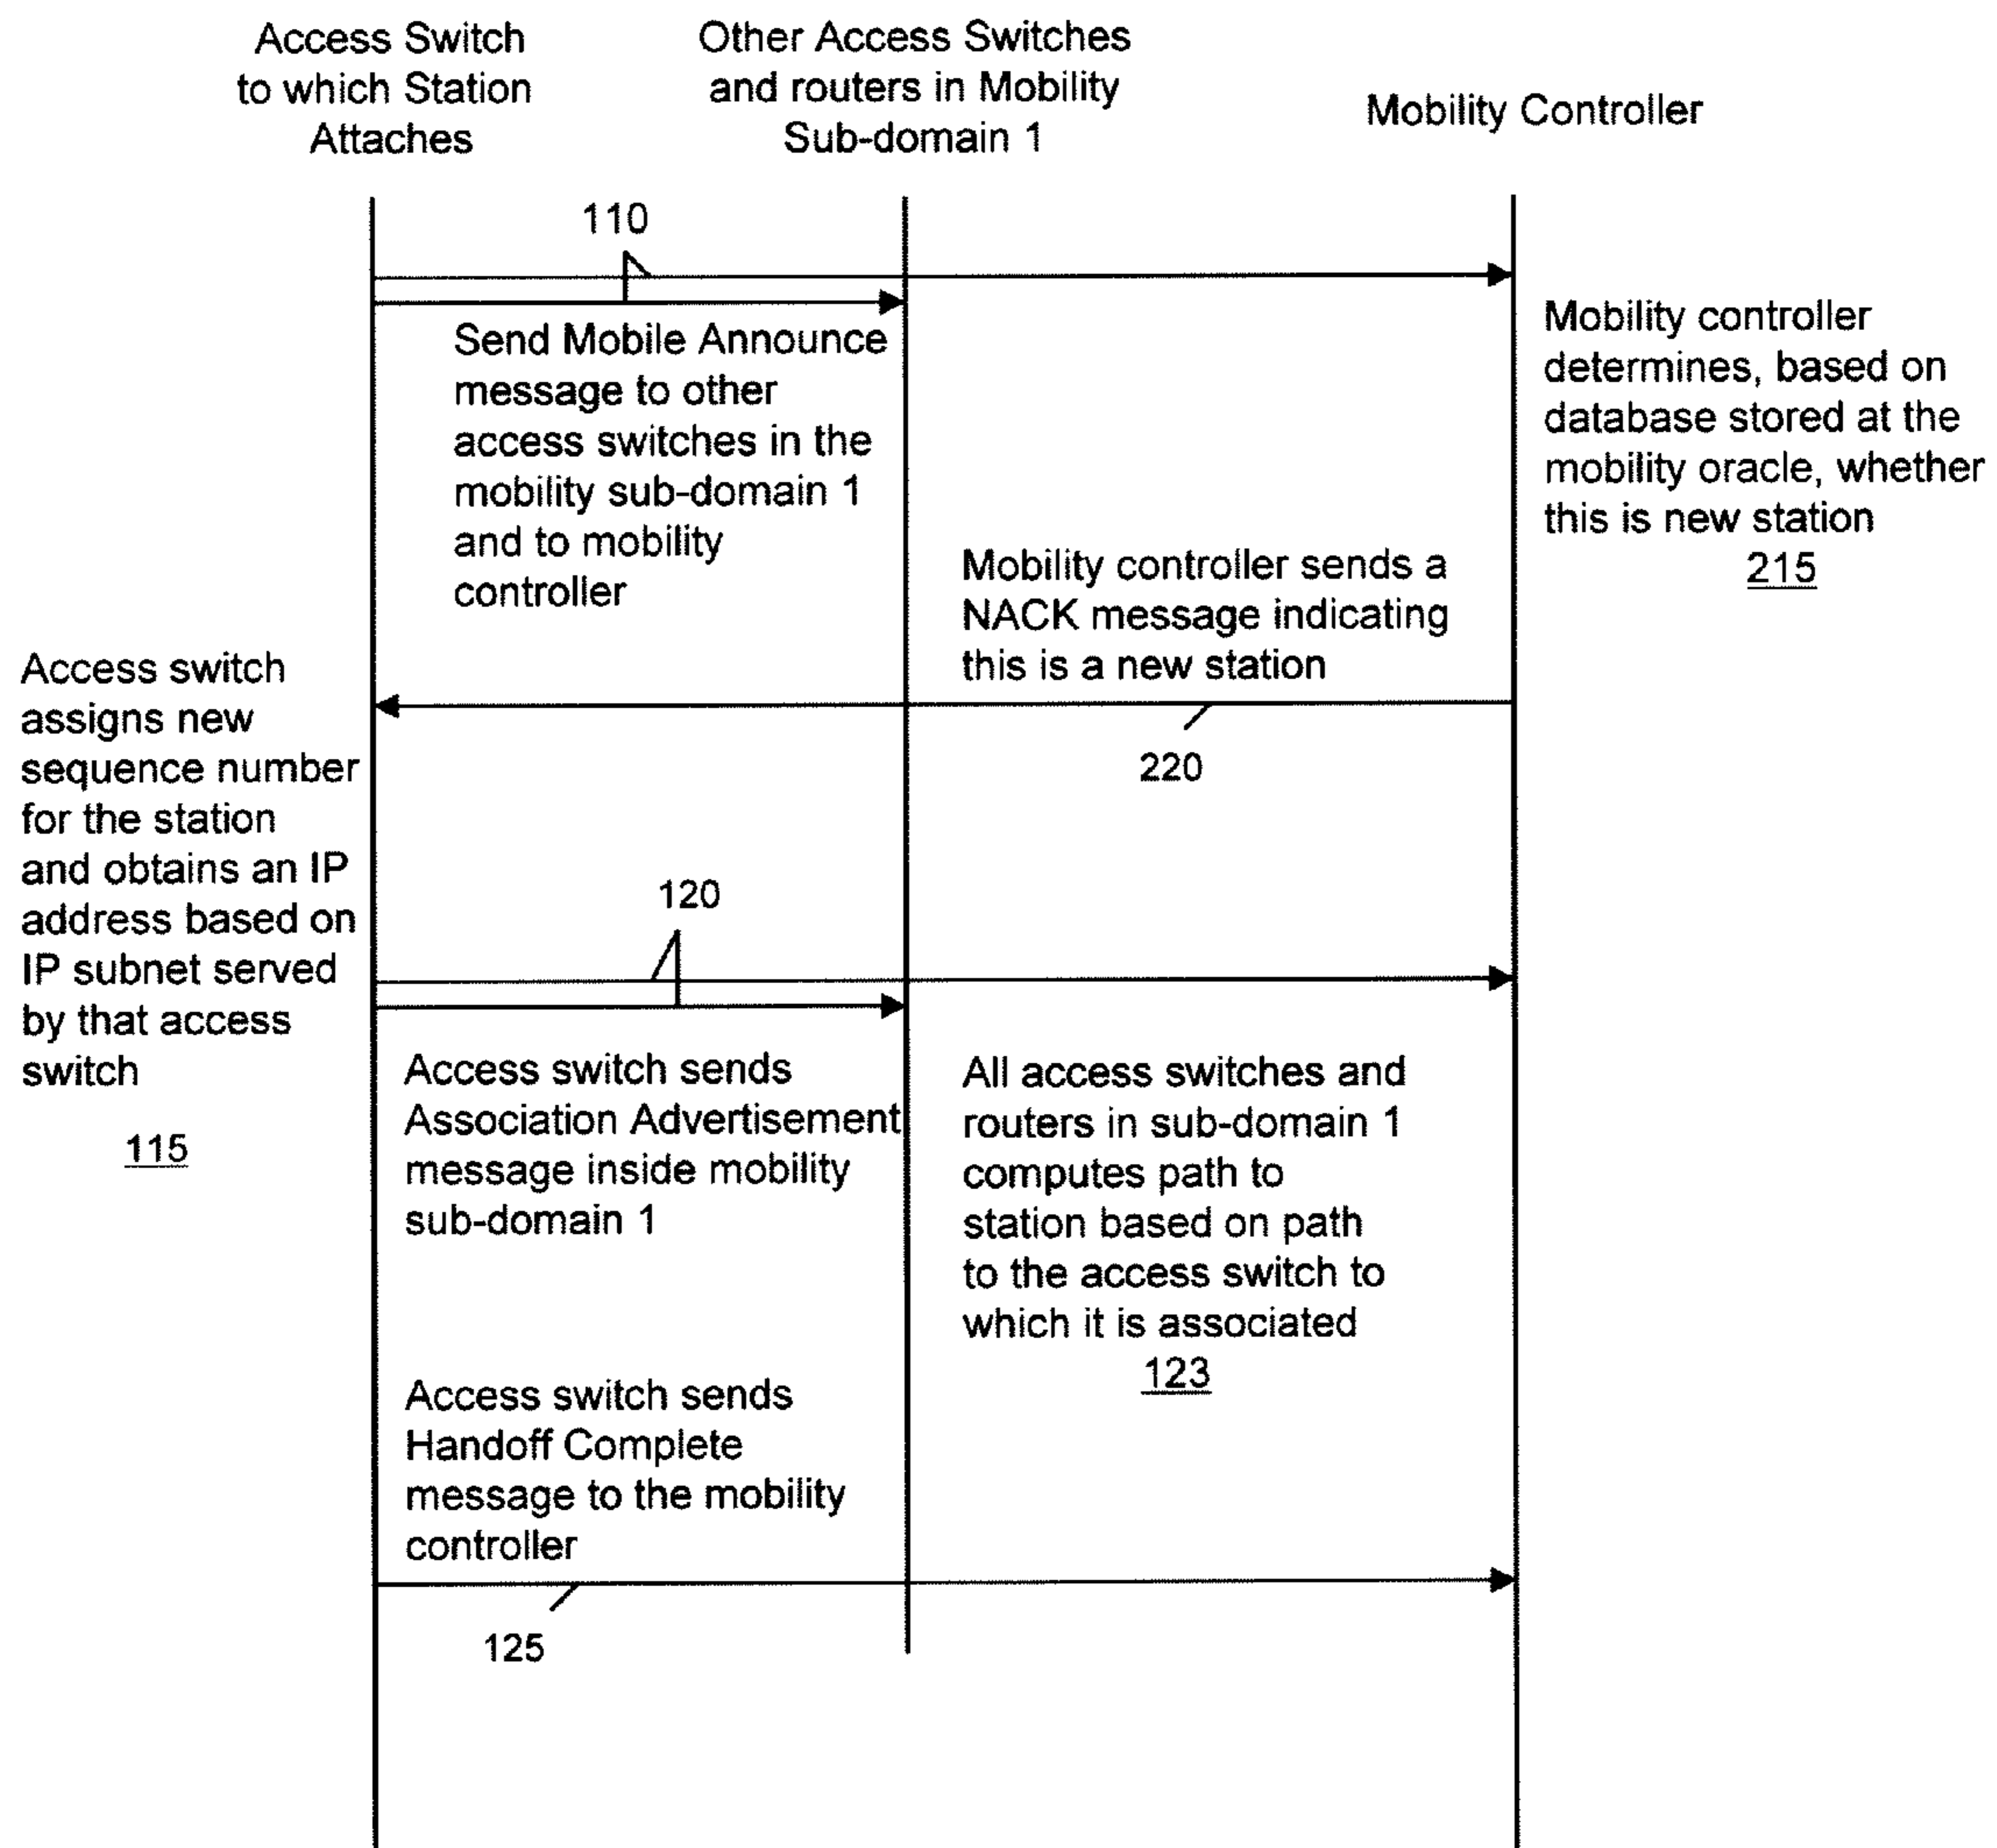 Access Switch
to which Station
Attaches
Other Access Switches
and routers in Mobility
Sub-domain 1
Mobility Controller
110
Send Mobile Announce
message to other
access switches in the
mobility sub-domain 1
and to mobility
controller
Mobility controller
determines, based on
database stored at the
mobility oracle, whether
this is new station
215
Mobility controller sends a
NACK message indicating
this is a new station
220
Access switch
assigns new
sequence number
for the station
and obtains an IP
address based on
IP subnet served
by that access
switch
115
120
Access switch sends
Association Advertisement
message inside mobility
sub-domain 1
All access switches and
routers in sub-domain 1
computes path to
station based on path
to the access switch to
which it is associated
123
Access switch sends
Handoff Complete
message to the mobility
controller
125